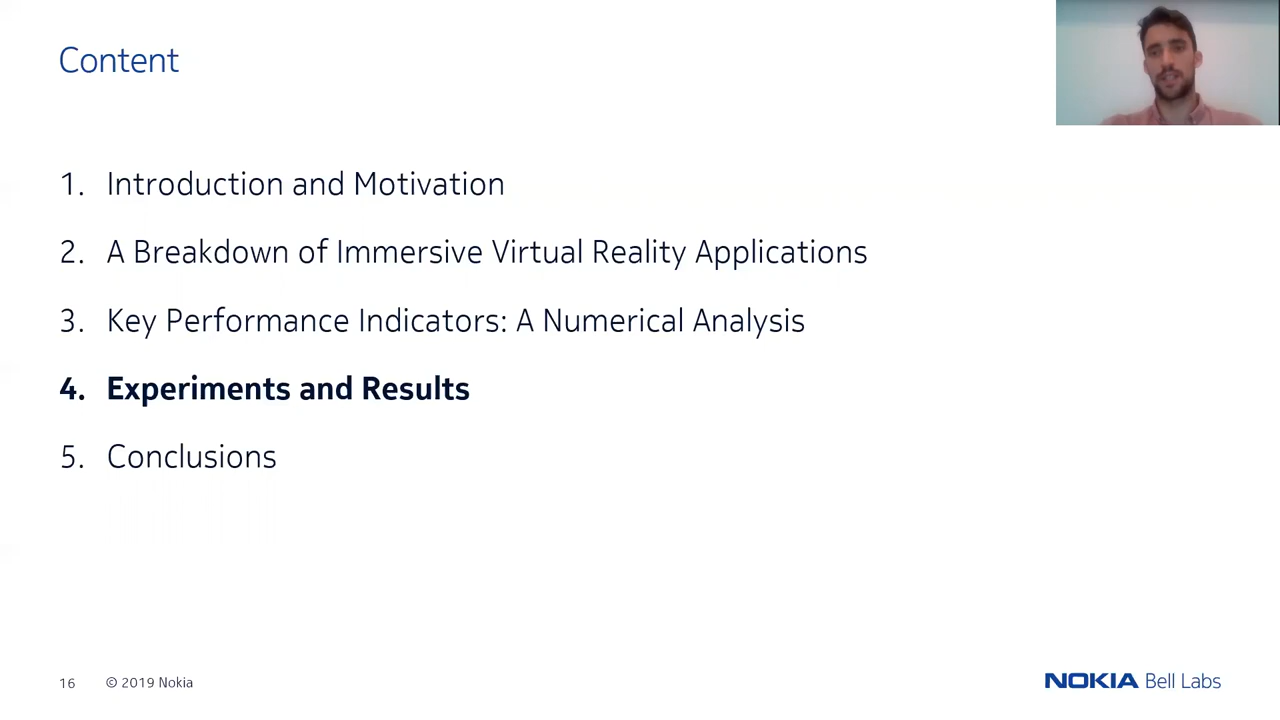 Content
1. Introduction and Motivation
2. A Breakdown of Immersive Virtual Reality Applications
3. Key Performance Indicators: A Numerical Analysis
4. Experiments and Results
5. Conclusions
16 © 2019 Nokia
NOKIA Bell Labs